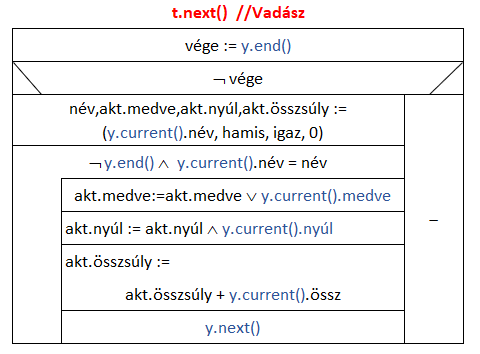 t.next() //Vadász
vége := y.end()
¬ vége
név,akt.medve,akt.nyúl,akt.összsúly :=
(y.current().név, hamis, igaz, 0)
–
¬ y.end() ∧ y.current().név = név
akt.medve:=akt.medve ∨ y.current().medve
akt.nyúl := akt.nyúl ∧ y.current().nyúl
akt.összsúly :=
akt.összsúly + y.current().össz
y.next()